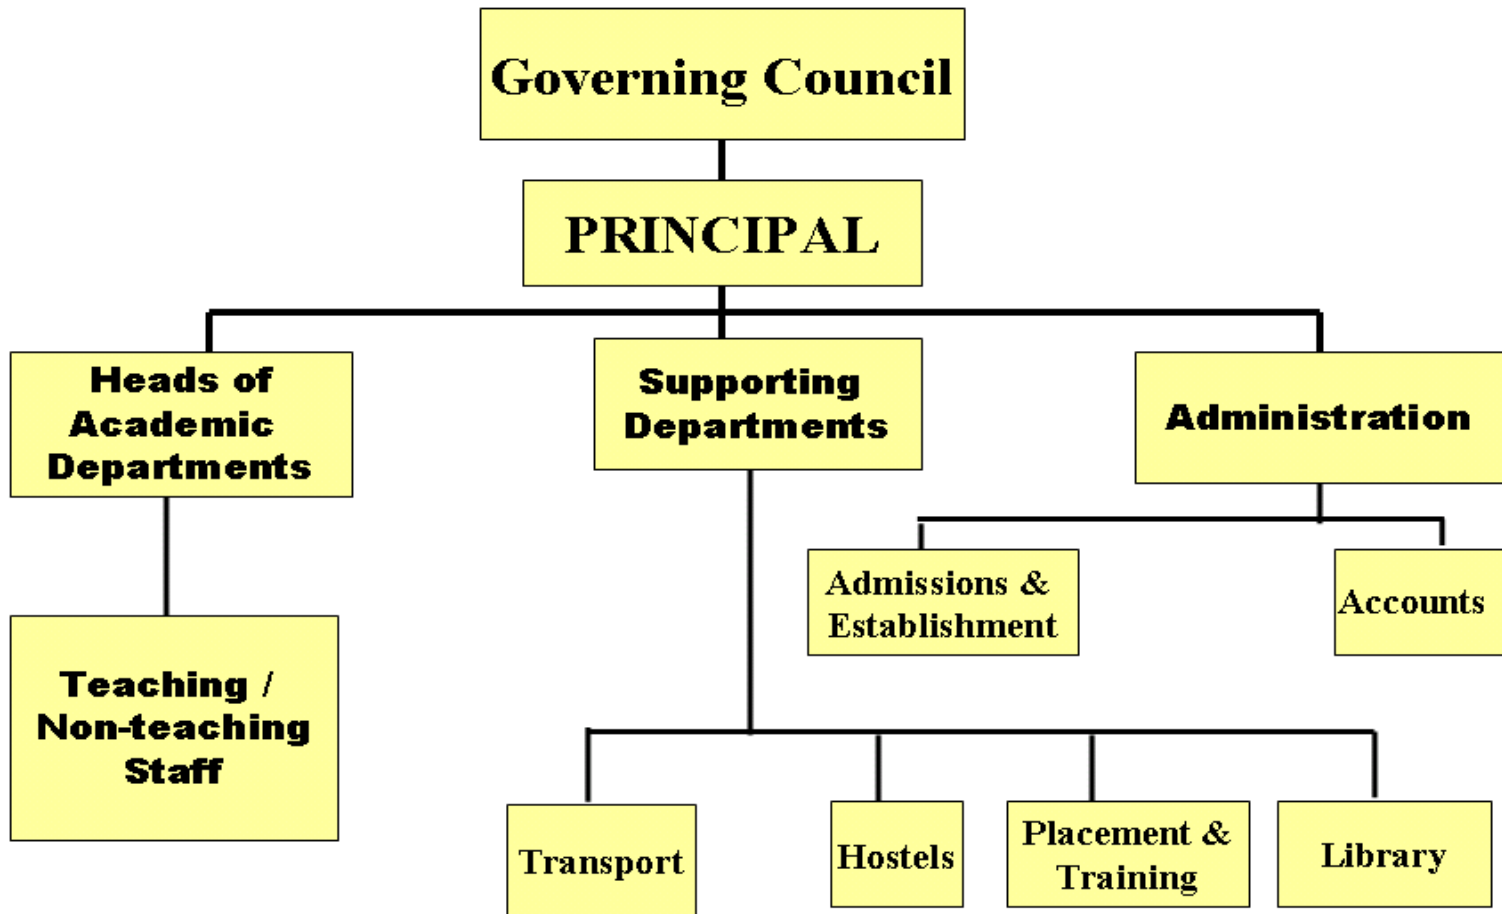 Governing Council
PRINCIPAL
Heads of
Academic
Departments
Supporting
Departments
Administration
Admissions &
Establishment
Accounts
Teaching /
Non-teaching
Staff
Transport
Hostels
Placement &
Training
Library